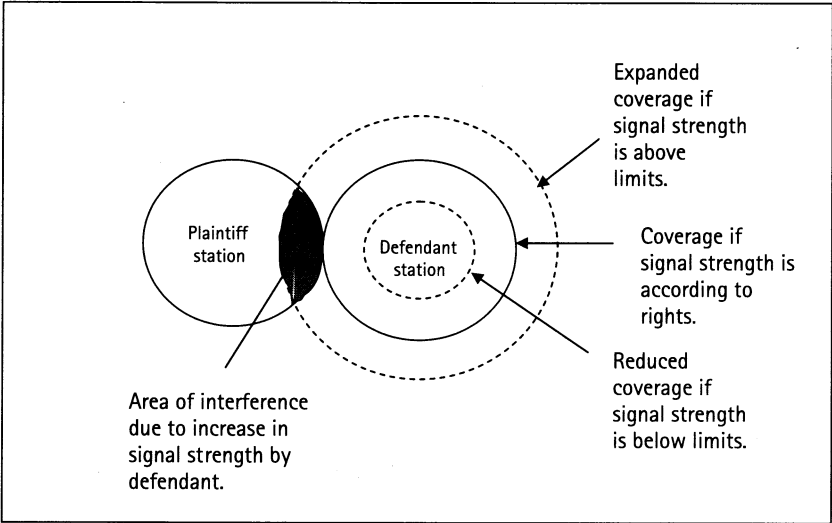 Expanded
coverage if
signal strength
is above
limits.
Plaintiff
station
Defendant
station
Coverage if
signal strength is
according to
rights.
Reduced
coverage if
signal strength
is below limits.
Area of interference
due to increase in
signal strength by
defendant.